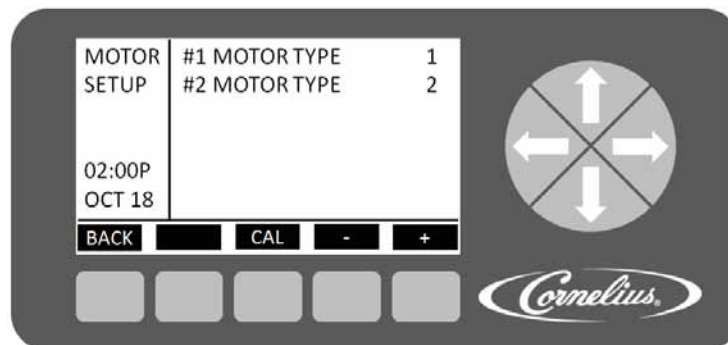 MOTOR SETUP
#1 MOTOR TYPE 1
#2 MOTOR TYPE 2
02:00P
OCT 18
BACK CAL - +
Cornelius®